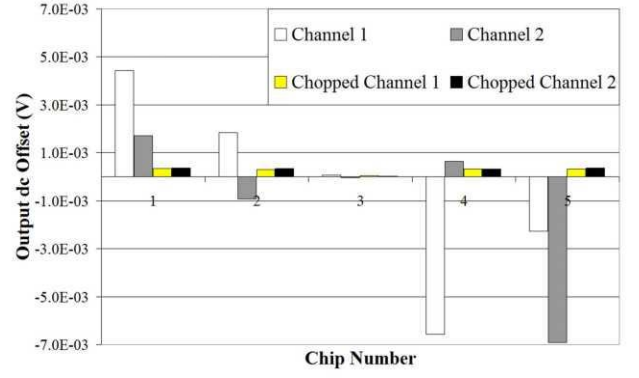 7.0E-03
5.0E-03
3.0E-03
1.0E-03
-1.0E-03
-3.0E-03
-5.0E-03
-7.0E-03
Output dc Offset (V)
Channel 1
Channel 2
Chopped Channel 1
Chopped Channel 2
1
2
3
4
5
Chip Number